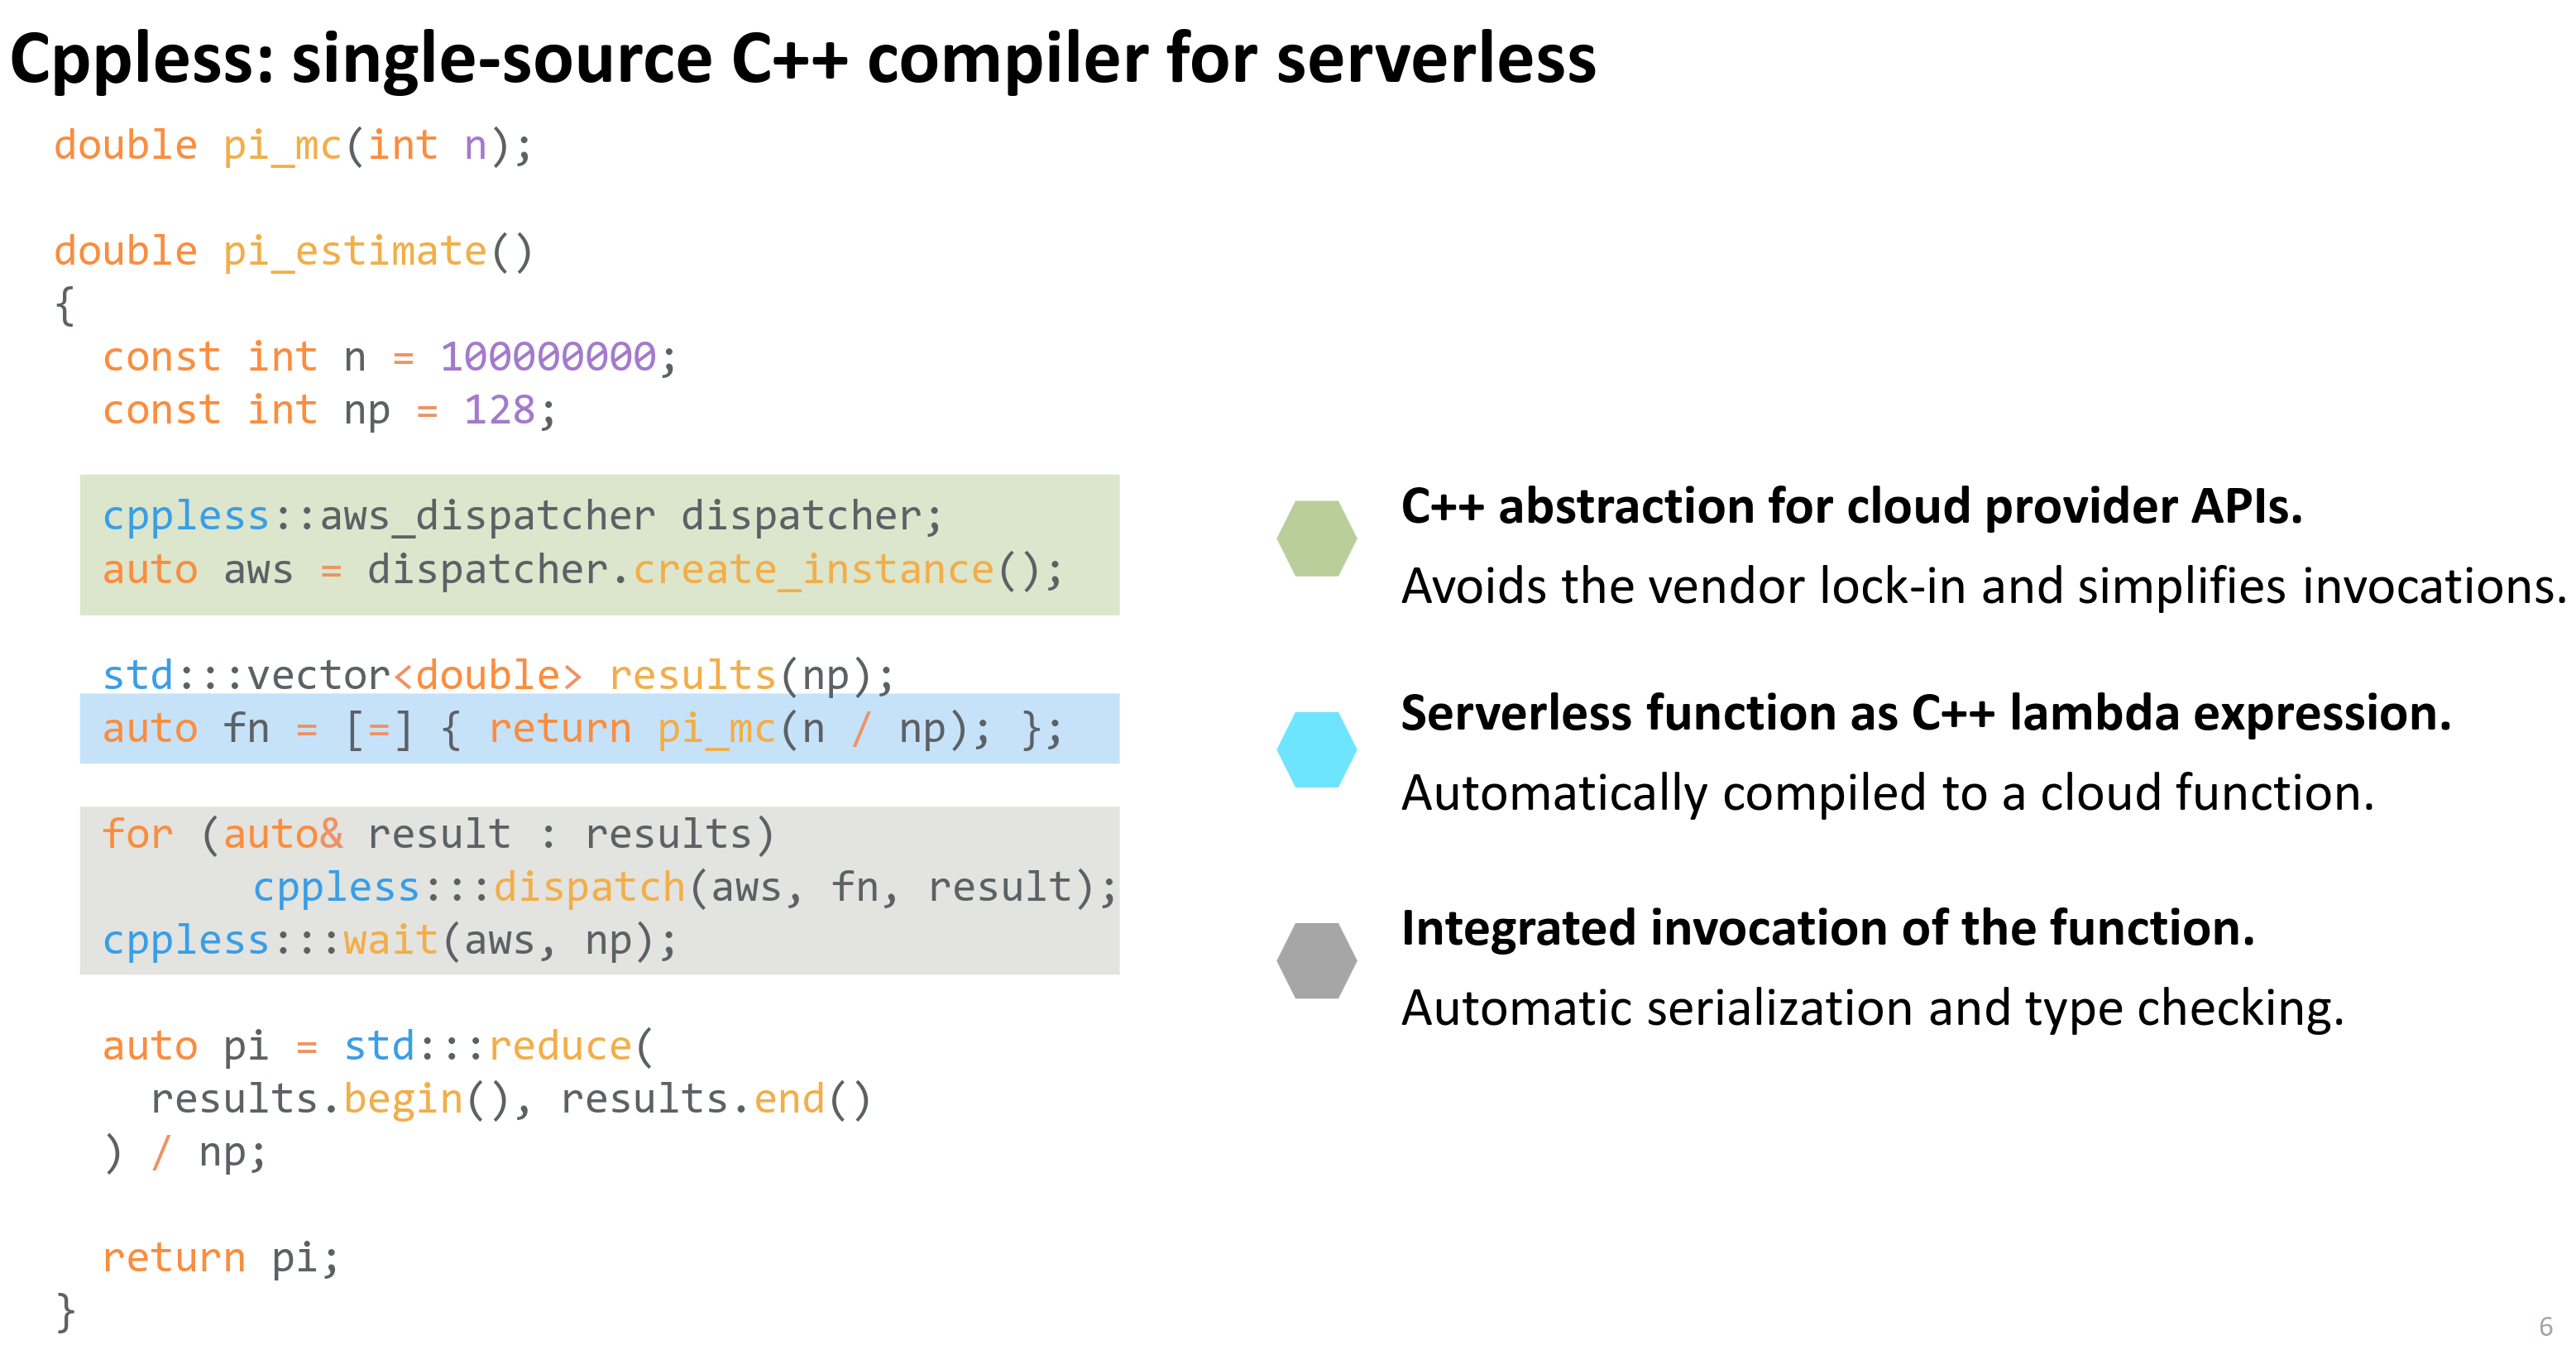 Cppless: single-source C++ compiler for serverless
double pi_mc(int n);
double pi_estimate()
{
  const int n = 100000000;
  const int np = 128;
  cppless::aws_dispatcher dispatcher;
  auto aws = dispatcher.create_instance();
  std:::vector<double> results(np);
  auto fn = [=] { return pi_mc(n / np); };
  for (auto& result : results)
        cppless:::dispatch(aws, fn, result);
  cppless:::wait(aws, np);
  auto pi = std:::reduce(
    results.begin(), results.end()
  ) / np;
  return pi;
}
C++ abstraction for cloud provider APIs.
Avoids the vendor lock-in and simplifies invocations.
Serverless function as C++ lambda expression.
Automatically compiled to a cloud function.
Integrated invocation of the function.
Automatic serialization and type checking.
6